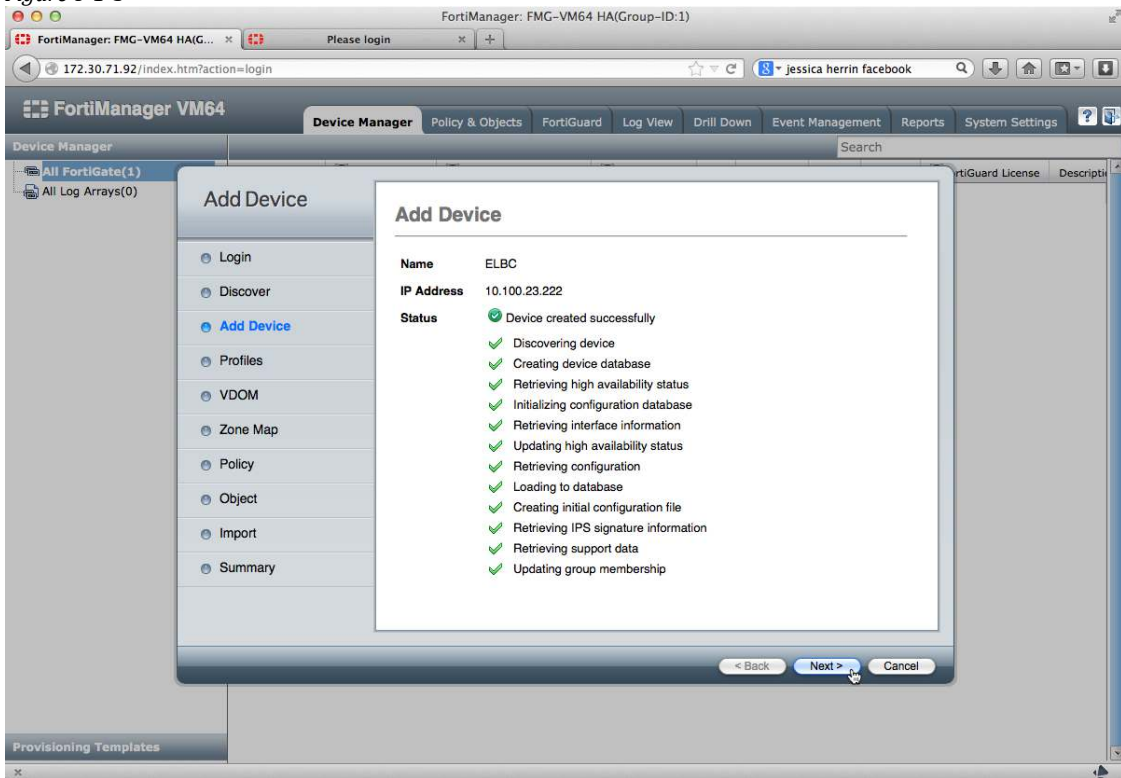 FortiManager: FMG-VM64 HA(Group-ID:1)
FortiManager: FMG-VM64 HA(G... × Please login × +
172.30.71.92/index.htm?action=login jessica herrin facebook
FortiManager VM64
Device Manager Policy & Objects FortiGuard Log View Drill Down Event Management Reports System Settings ?
Device Manager Search
All FortiGate(1)
All Log Arrays(0)
rtiGuard License Descripti
Add Device
Login
Discover
Add Device
Profiles
VDOM
Zone Map
Policy
Object
Import
Summary
Add Device
Name ELBC
IP Address 10.100.23.222
Status Device created successfully
Discovering device
Creating device database
Retrieving high availability status
Initializing configuration database
Retrieving interface information
Updating high availability status
Retrieving configuration
Loading to database
Creating initial configuration file
Retrieving IPS signature information
Retrieving support data
Updating group membership
< Back Next > Cancel
Provisioning Templates
×